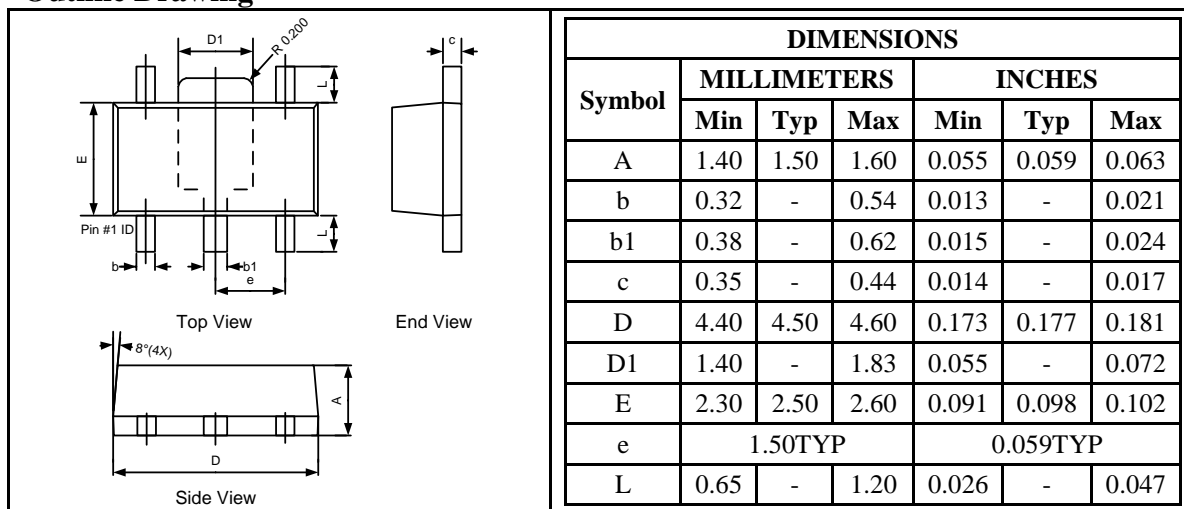 Outline Drawing
D1
R 0.200
c
L
E
Pin #1 ID
L
b
b1
e
Top View
End View
8°(4X)
A
D
Side View
DIMENSIONS
Symbol MILLIMETERS INCHES
Min Typ Max Min Typ Max
A 1.40 1.50 1.60 0.055 0.059 0.063
b 0.32 - 0.54 0.013 - 0.021
b1 0.38 - 0.62 0.015 - 0.024
c 0.35 - 0.44 0.014 - 0.017
D 4.40 4.50 4.60 0.173 0.177 0.181
D1 1.40 - 1.83 0.055 - 0.072
E 2.30 2.50 2.60 0.091 0.098 0.102
e 1.50TYP 0.059TYP
L 0.65 - 1.20 0.026 - 0.047